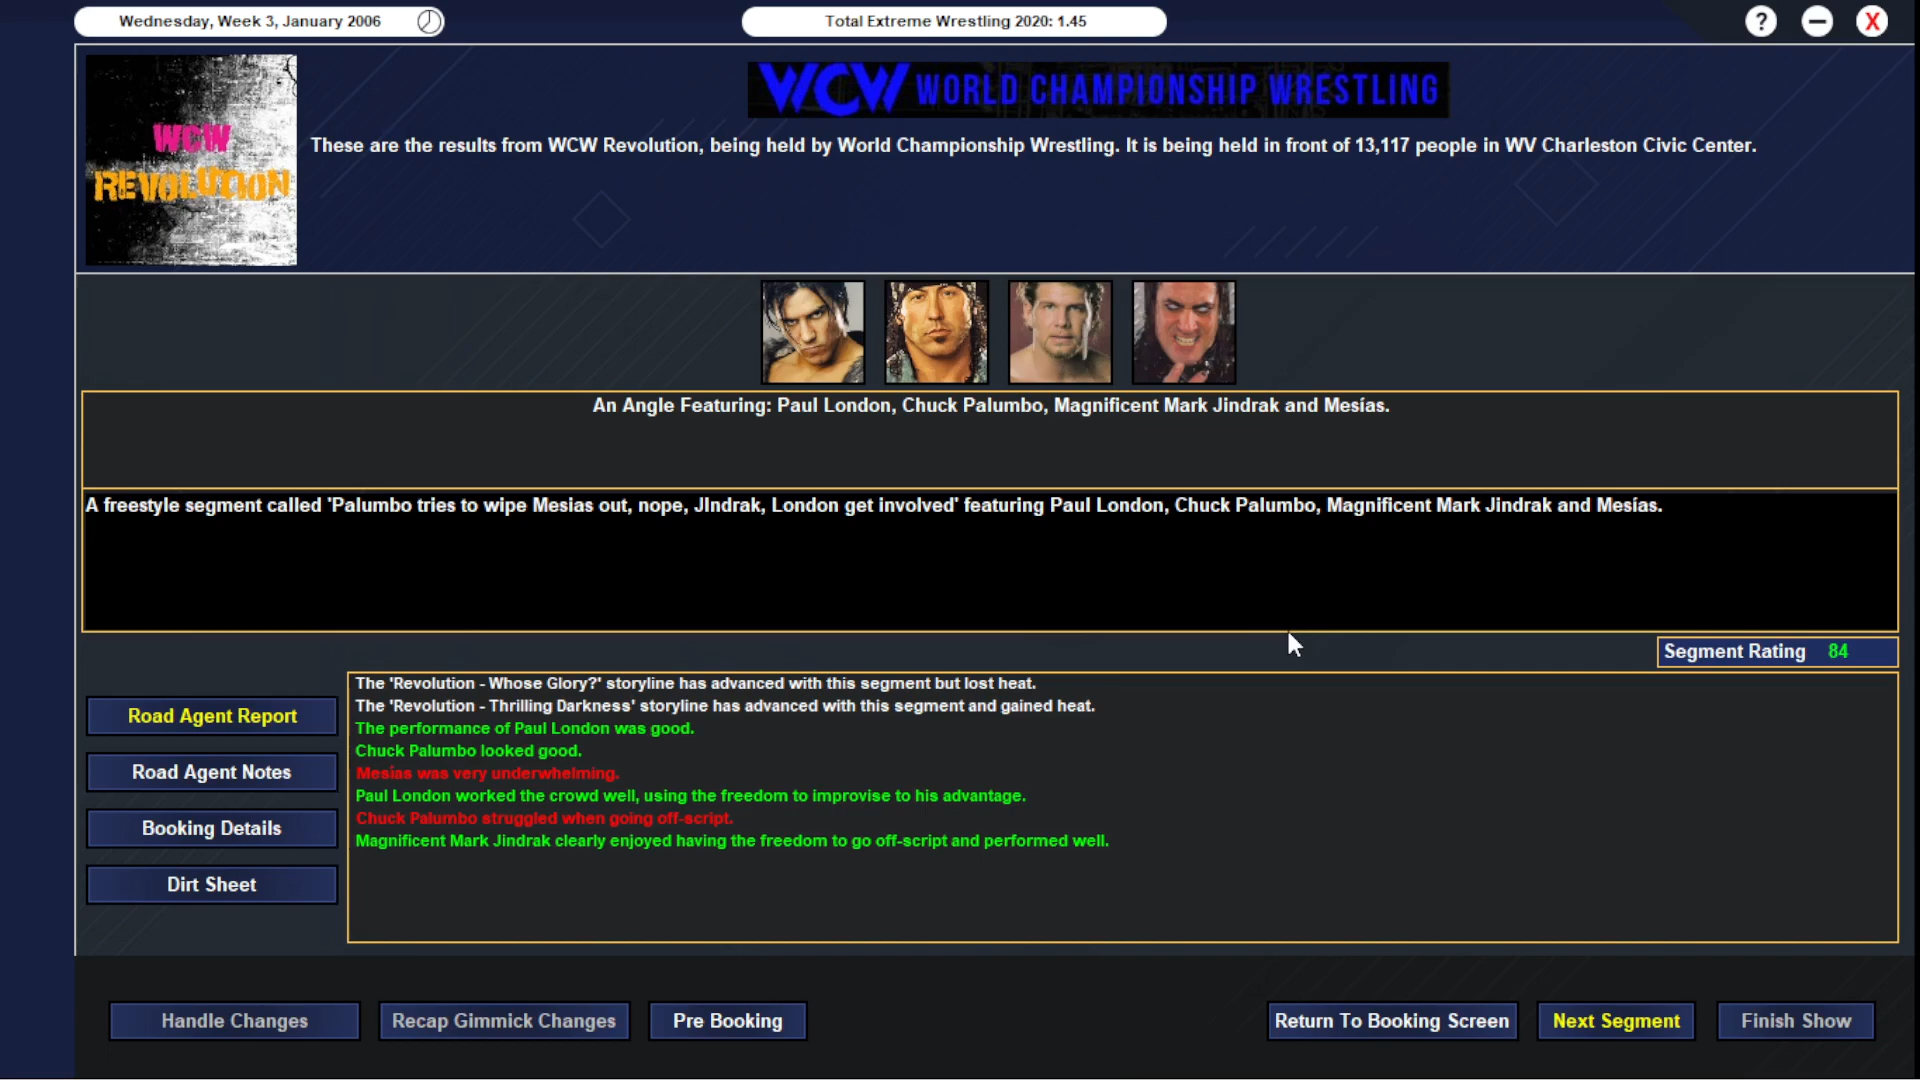 Wednesday, Week 3, January 2006
Total Extreme Wrestling 2020: 1.45
?
X
WCW WORLD CHAMPIONSHIP WRESTLING
WCW
REVOLUTION
These are the results from WCW Revolution, being held by World Championship Wrestling. It is being held in front of 13,117 people in WV Charleston Civic Center.
An Angle Featuring: Paul London, Chuck Palumbo, Magnificent Mark Jindrak and Mesías.
A freestyle segment called 'Palumbo tries to wipe Mesias out, nope, JIndrak, London get involved' featuring Paul London, Chuck Palumbo, Magnificent Mark Jindrak and Mesías.
Segment Rating 84
Road Agent Report
Road Agent Notes
Booking Details
Dirt Sheet
The 'Revolution - Whose Glory?' storyline has advanced with this segment but lost heat.
The 'Revolution - Thrilling Darkness' storyline has advanced with this segment and gained heat.
The performance of Paul London was good.
Chuck Palumbo looked good.
Mesías was very underwhelming.
Paul London worked the crowd well, using the freedom to improvise to his advantage.
Chuck Palumbo struggled when going off-script.
Magnificent Mark Jindrak clearly enjoyed having the freedom to go off-script and performed well.
Handle Changes
Recap Gimmick Changes
Pre Booking
Return To Booking Screen
Next Segment
Finish Show